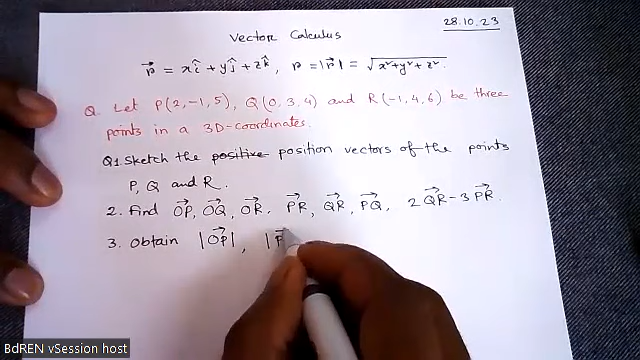 28.10.23
Vector Calculus
r⃗ = xî + yĵ + zk̂, r = |r⃗| = √x²+y²+z².
Q. Let P(2,-1,5), Q(0,3,4) and R(-1,4,6) be three
points in a 3D-coordinates.
Q1 Sketch the positive position vectors of the points
P, Q and R.
2. Find OP⃗, OQ⃗, OR⃗. PR⃗, QR⃗, PQ⃗, 2QR⃗-3PR⃗.
3. Obtain |OP⃗|, |P
BdREN vSession host